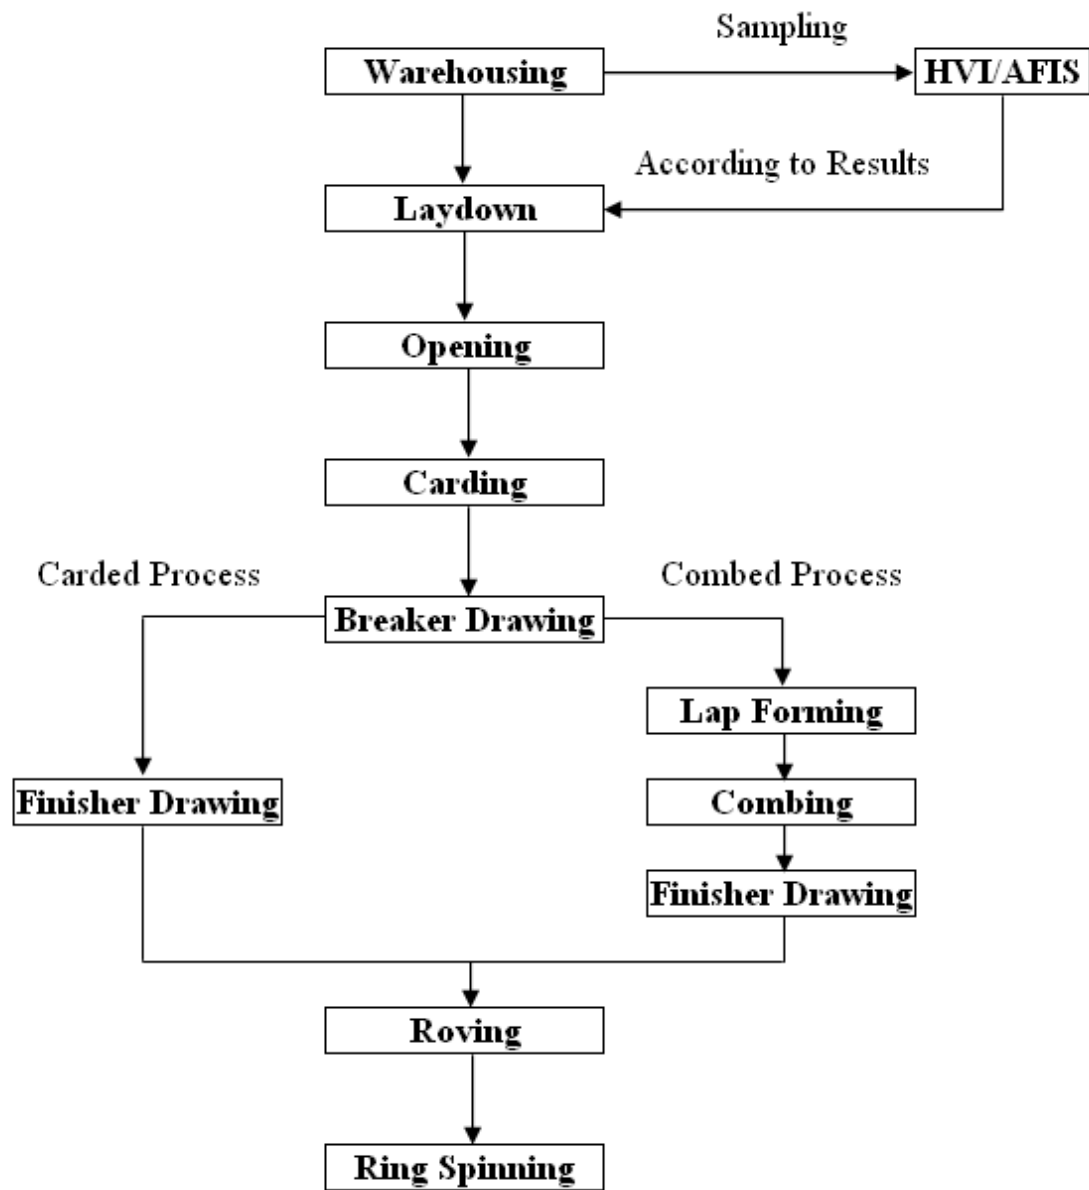 Sampling
Warehousing
HVI/AFIS
According to Results
Laydown
Opening
Carding
Carded Process
Combed Process
Breaker Drawing
Lap Forming
Finisher Drawing
Combing
Finisher Drawing
Roving
Ring Spinning